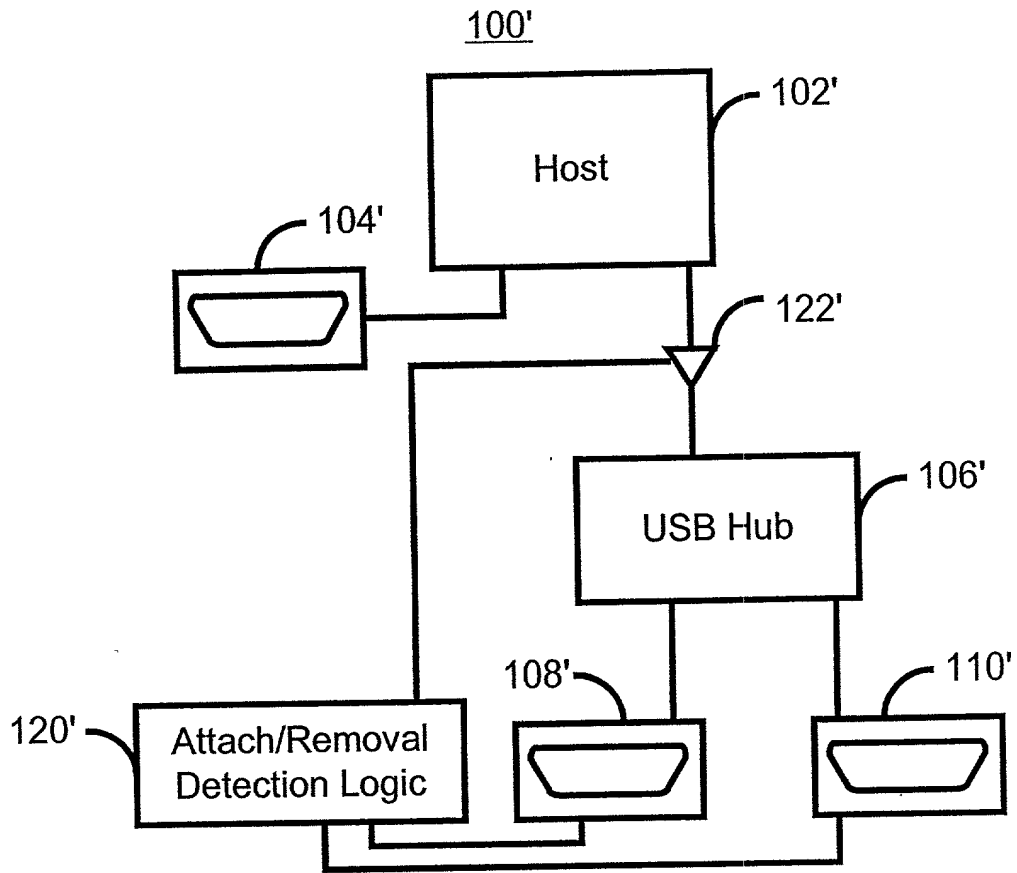 100'
102'
Host
104'
122'
106'
USB Hub
108'
110'
120'
Attach/Removal
Detection Logic